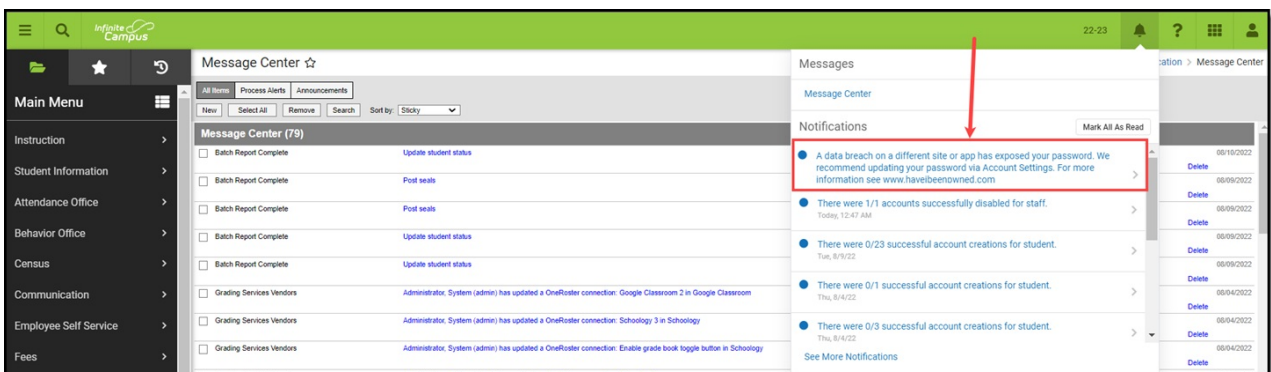 Infinite Campus
22-23
Main Menu
Instruction
Student Information
Attendance Office
Behavior Office
Census
Communication
Employee Self Service
Fees
Message Center
cation > Message Center
All Items Process Alerts Announcements
New Select All Remove Search Sort by: Sticky
Message Center (79)
Batch Report Complete Update student status 08/10/2022
Delete
Batch Report Complete Post seals 08/09/2022
Delete
Batch Report Complete Post seals 08/09/2022
Delete
Batch Report Complete Update student status 08/09/2022
Delete
Batch Report Complete Update student status 08/09/2022
Delete
Grading Services Vendors Administrator, System (admin) has updated a OneRoster connection: Google Classroom 2 in Google Classroom 08/04/2022
Delete
Grading Services Vendors Administrator, System (admin) has updated a OneRoster connection: Schoology 3 in Schoology 08/04/2022
Delete
Grading Services Vendors Administrator, System (admin) has updated a OneRoster connection: Enable grade book toggle button in Schoology 08/04/2022
Delete
Messages
Message Center
Notifications Mark All As Read
A data breach on a different site or app has exposed your password. We
recommend updating your password via Account Settings. For more
information see www.haveibeenowned.com
There were 1/1 accounts successfully disabled for staff.
Today, 12:47 AM
There were 0/23 successful account creations for student.
Tue, 8/9/22
There were 0/1 successful account creations for student.
Thu, 8/4/22
There were 0/3 successful account creations for student.
Thu, 8/4/22
See More Notifications